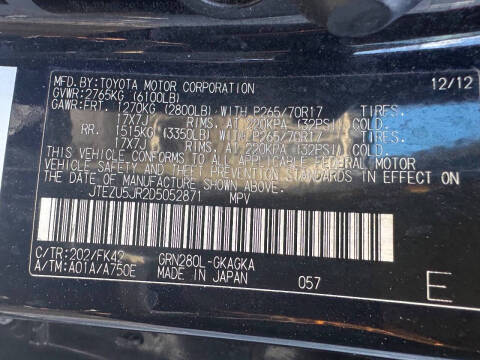 MFD.BY:TOYOTA MOTOR CORPORATION 12/12
GVWR:2765KG (6100LB)
GAWR:FRT. 1270KG (2800LB) WITH P265/70R17 TIRES,
17X7J RIMS, AT 220KPA (32PSI) COLD.
RR. 1515KG (3350LB) WITH P265/70R17 TIRES,
17X7J RIMS, AT 220KPA (32PSI) COLD.
THIS VEHICLE CONFORMS TO ALL APPLICABLE FEDERAL MOTOR
VEHICLE SAFETY AND THEFT PREVENTION STANDARDS IN EFFECT ON
THE DATE OF MANUFACTURE SHOWN ABOVE.
JTEZU5JR2D5052871 MPV
C/TR:202/FK42 GRN280L-GKAGKA
A/TM:A01A/A750E MADE IN JAPAN 057 E